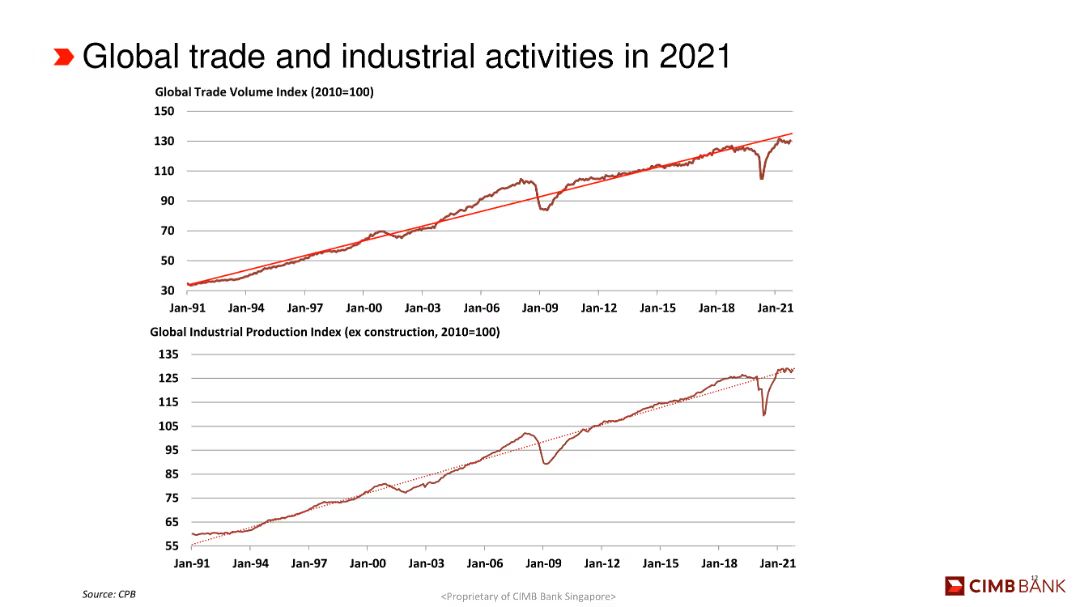 Global trade and industrial activities in 2021
Global Trade Volume Index (2010=100)
150
130
110
90
70
50
30
Jan-91 Jan-94 Jan-97 Jan-00 Jan-03 Jan-06 Jan-09 Jan-12 Jan-15 Jan-18 Jan-21
Global Industrial Production Index (ex construction, 2010=100)
135
125
115
105
95
85
75
65
55
Jan-91 Jan-94 Jan-97 Jan-00 Jan-03 Jan-06 Jan-09 Jan-12 Jan-15 Jan-18 Jan-21
Source: CPB
<Proprietary of CIMB Bank Singapore>
CIMB BANK